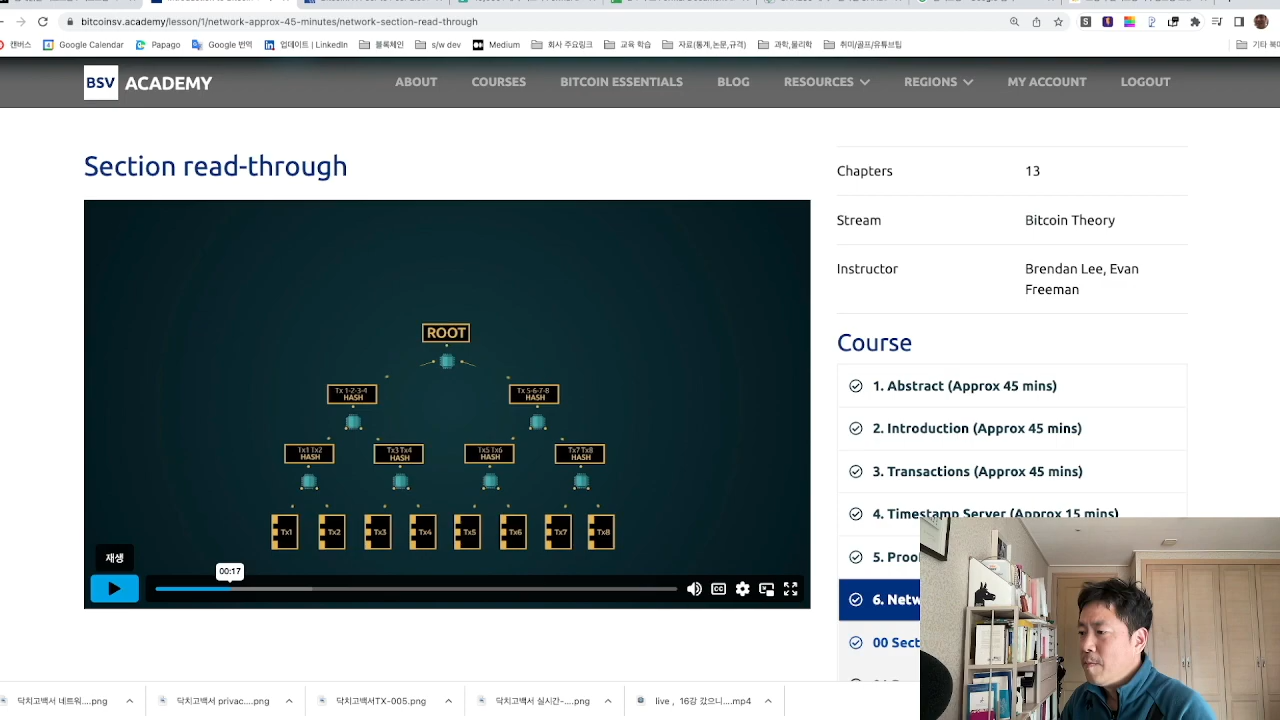 bitcoinsv.academy/lesson/1/network-approx-45-minutes/network-section-read-through
캔버스 Google Calendar Papago Google 번역 업데이트 | LinkedIn 블록체인 s/w dev Medium 회사 주요링크 교육 학습 자료(통계,논문,규격) 과학,물리학 취미/골프/유튜브팁 기타 북마
BSV ACADEMY ABOUT COURSES BITCOIN ESSENTIALS BLOG RESOURCES REGIONS MY ACCOUNT LOGOUT
Section read-through
ROOT
Tx 1-2-3-4 HASH
Tx 5-6-7-8 HASH
Tx1 Tx2 HASH
Tx3 Tx4 HASH
Tx5 Tx6 HASH
Tx7 Tx8 HASH
Tx1 Tx2 Tx3 Tx4 Tx5 Tx6 Tx7 Tx8
재생
00:17
CC
Chapters 13
Stream Bitcoin Theory
Instructor Brendan Lee, Evan
Freeman
Course
1. Abstract (Approx 45 mins)
2. Introduction (Approx 45 mins)
3. Transactions (Approx 45 mins)
4. Timestamp Server (Approx 15 mins)
5. Proo
6. Netw
00 Sect
닥치고백서 네트워....png 닥치고백서 privac....png 닥치고백서TX-005.png 닥치고백서 실시간-....png live , 16강 갔으니....mp4